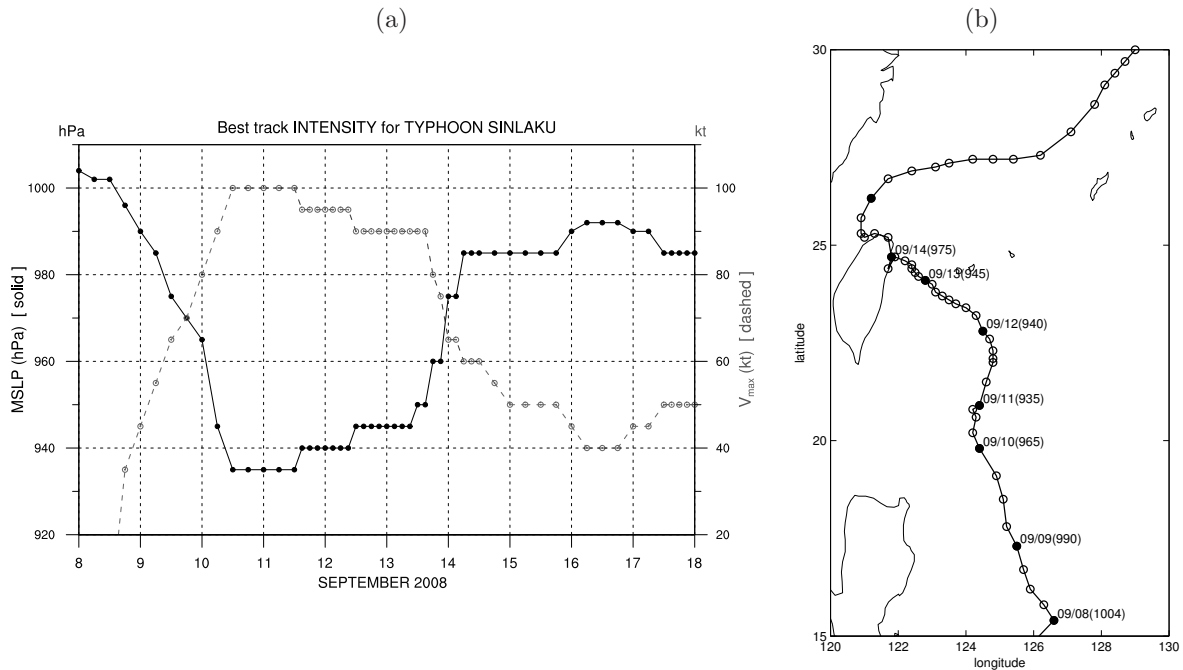 (a)
Best track INTENSITY for TYPHOON SINLAKU
hPa
kt
MSLP (hPa) [ solid ]
1000
980
960
940
920
100
80
60
40
20
V_max (kt) [ dashed ]
8 9 10 11 12 13 14 15 16 17 18
SEPTEMBER 2008
(b)
latitude
30
25
20
15
09/14(975)
09/13(945)
09/12(940)
09/11(935)
09/10(965)
09/09(990)
09/08(1004)
120 122 124 126 128 130
longitude